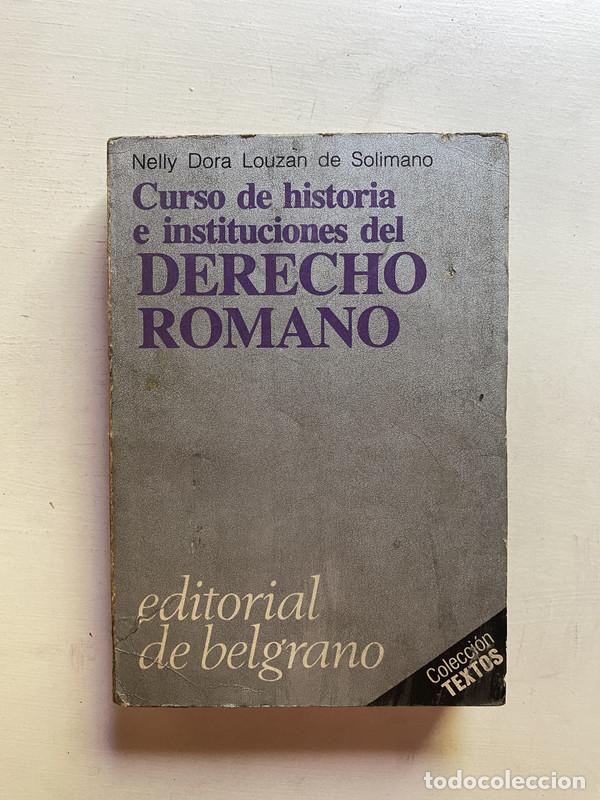 Nelly Dora Louzan de Solimano
Curso de historia
e instituciones del
DERECHO
ROMANO
editorial
de belgrano
Colección
TEXTOS
todocoleccion